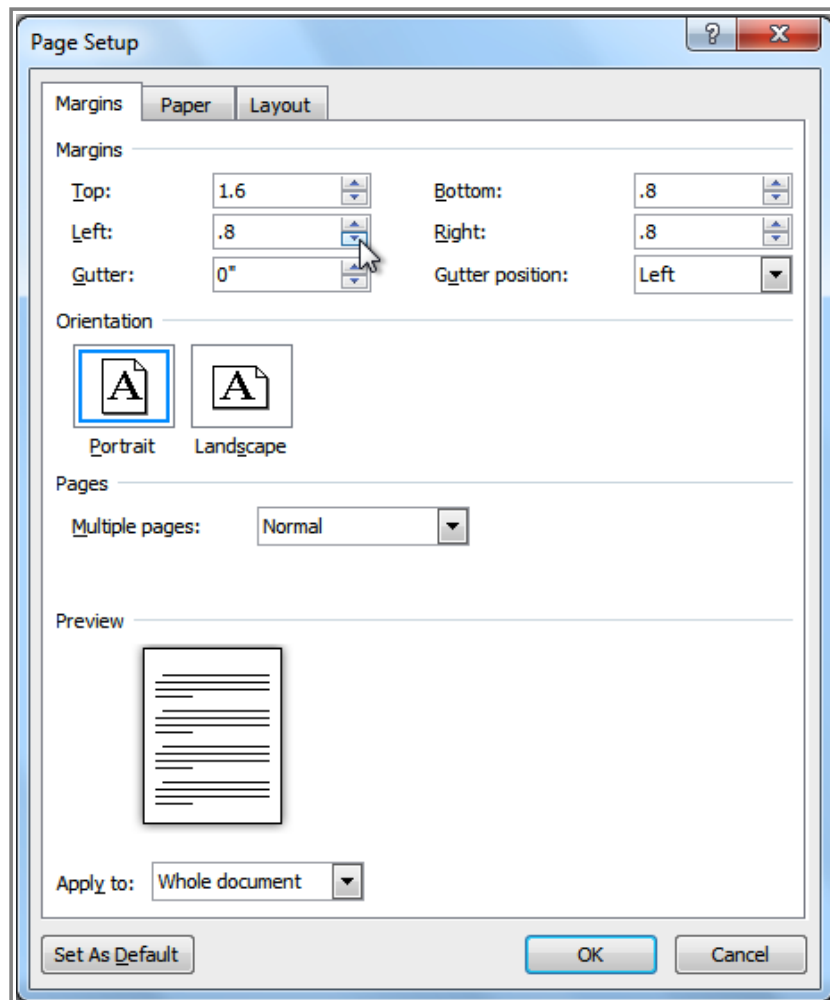 Page Setup
?
Margins Paper Layout
Margins
Top: 1.6 Bottom: .8
Left: .8 Right: .8
Gutter: 0" Gutter position: Left
Orientation
A A
Portrait Landscape
Pages
Multiple pages: Normal
Preview
Apply to: Whole document
Set As Default OK Cancel